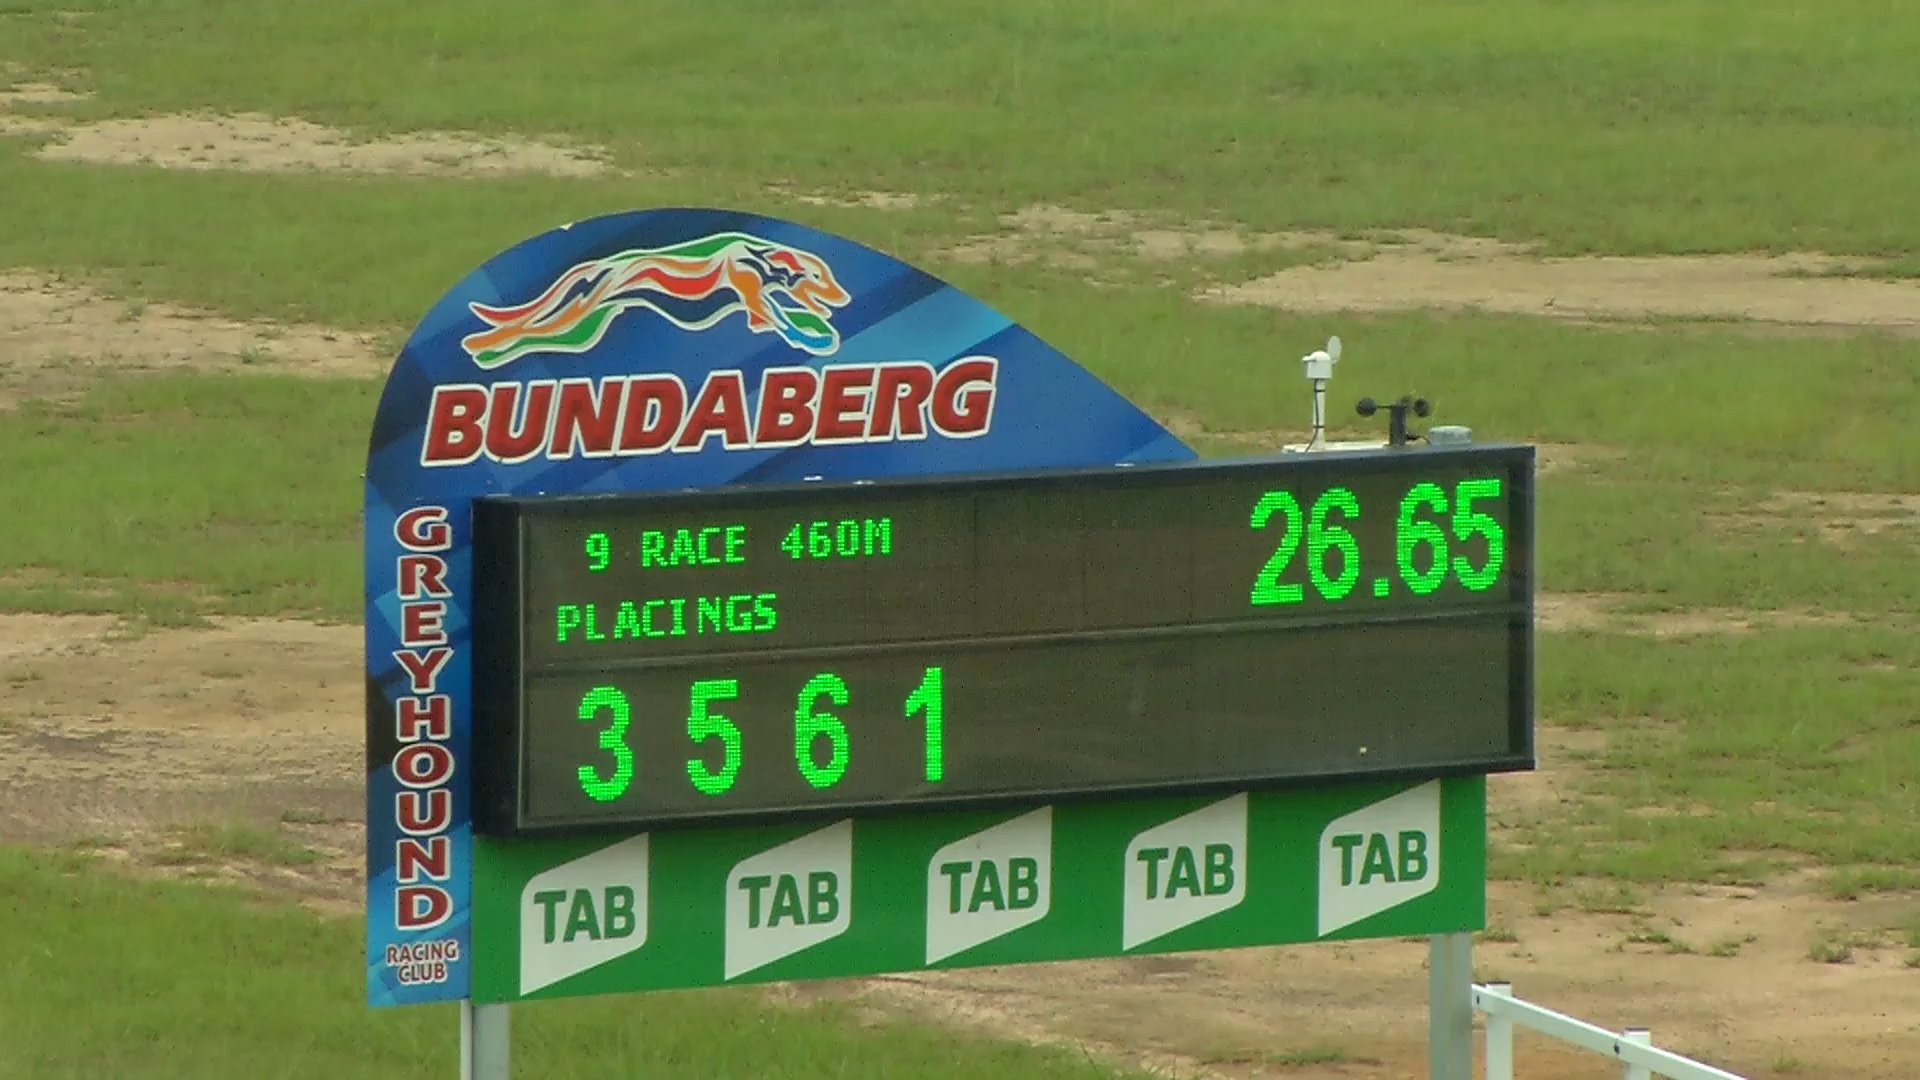 BUNDABERG
GREYHOUND
RACING
CLUB
9 RACE 460M
26.65
PLACINGS
3 5 6 1
TAB TAB TAB TAB TAB